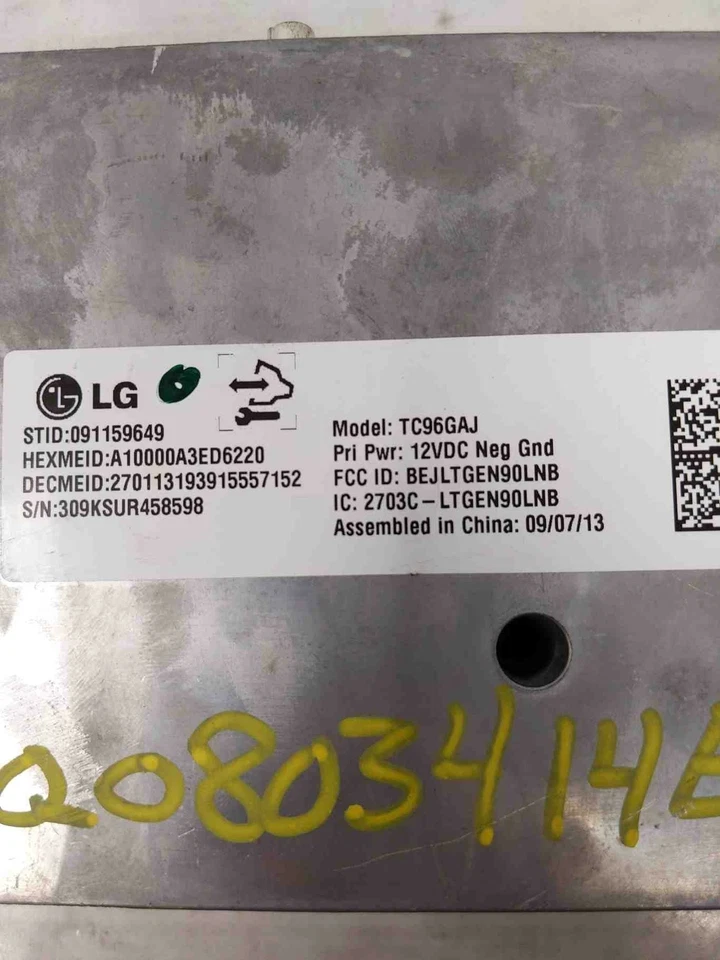 LG
STID:091159649
HEXMEID:A10000A3ED6220
DECMEID:270113193915557152
S/N:309KSUR458598
Model: TC96GAJ
Pri Pwr: 12VDC Neg Gnd
FCC ID: BEJLTGEN90LNB
IC: 2703C-LTGEN90LNB
Assembled in China: 09/07/13
Q0803414E